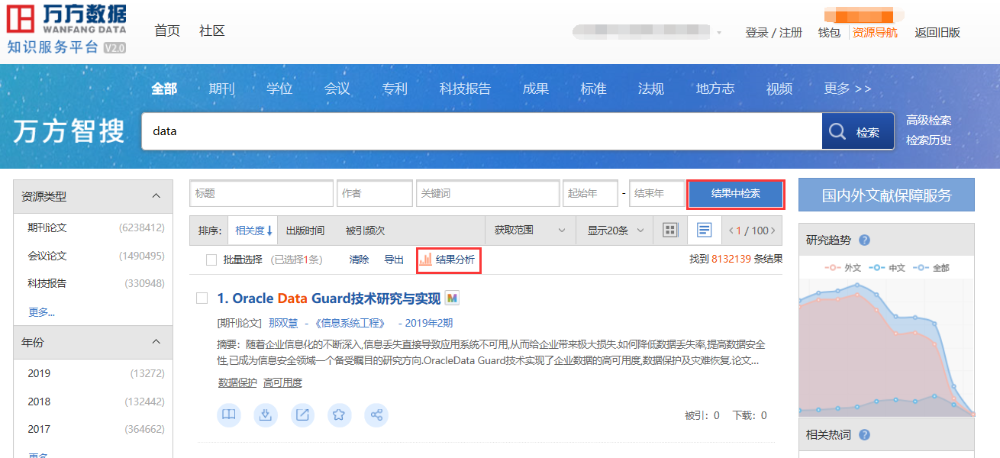 万方数据
WANFANG DATA
知识服务平台 V2.0
首页 社区
登录 / 注册 钱包 资源导航 返回旧版
全部 期刊 学位 会议 专利 科技报告 成果 标准 法规 地方志 视频 更多 >>
万方智搜
data
检索
高级检索
检索历史
资源类型
期刊论文 (6238412)
会议论文 (1490495)
科技报告 (330948)
更多...
年份
2019 (13272)
2018 (132442)
2017 (364662)
更多
标题 作者 关键词 起始年 - 结束年 结果中检索
排序: 相关度 出版时间 被引频次 获取范围 显示20条 < 1 / 100 >
批量选择 (已选择1条) 清除 导出 结果分析 找到 8132139 条结果
1. Oracle Data Guard技术研究与实现 M
[期刊论文] 那双慧 - 《信息系统工程》 - 2019年2期
摘要：随着企业信息化的不断深入,信息丢失直接导致应用系统不可用,从而给企业带来极大损失.如何降低数据丢失率,提高数据安全
性,已成为信息安全领域一个备受瞩目的研究方向.OracleData Guard技术实现了企业数据的高可用度,数据保护及灾难恢复.论文...
数据保护 高可用度
被引：0 下载：0
国内外文献保障服务
研究趋势 ?
外文 中文 全部
相关热词 ?